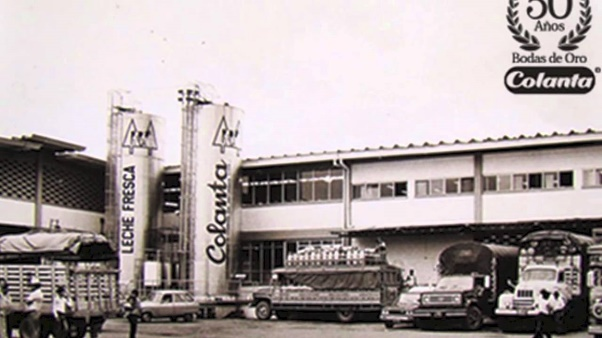 50
Años
Bodas de Oro
Colanta®
LECHE FRESCA
Colanta